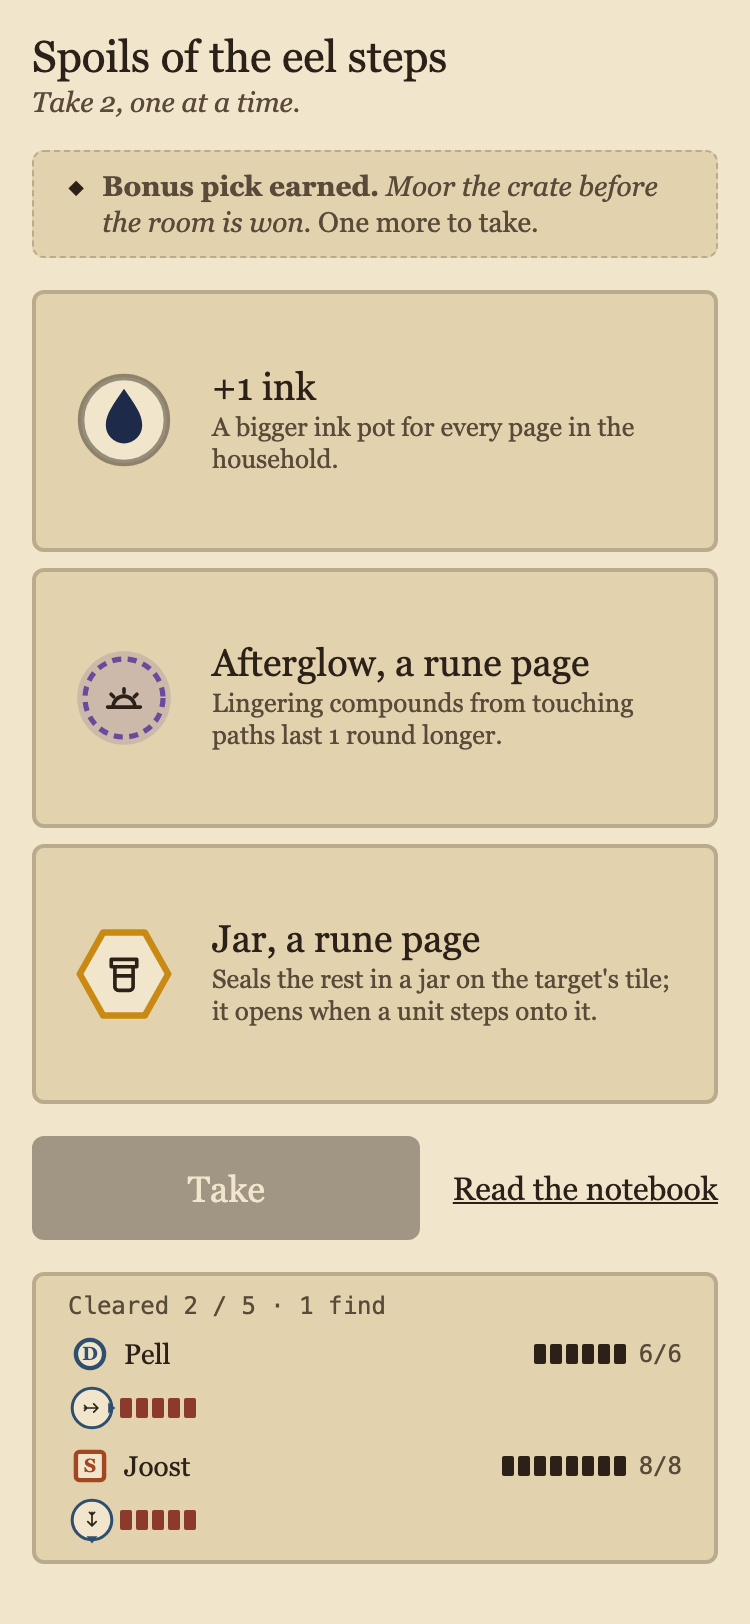 Spoils of the eel steps
Take 2, one at a time.
◆ Bonus pick earned. Moor the crate before
the room is won. One more to take.
+1 ink
A bigger ink pot for every page in the
household.
Afterglow, a rune page
Lingering compounds from touching
paths last 1 round longer.
Jar, a rune page
Seals the rest in a jar on the target's tile;
it opens when a unit steps onto it.
Take
Read the notebook
Cleared 2 / 5 · 1 find
D Pell 6/6
S Joost 8/8